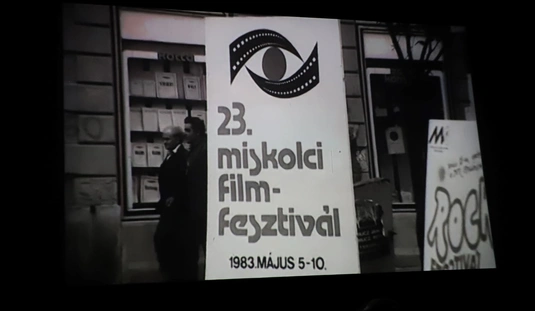 23.
miskolci
film-
fesztivál
1983.MÁJUS 5-10.
M
ROCK